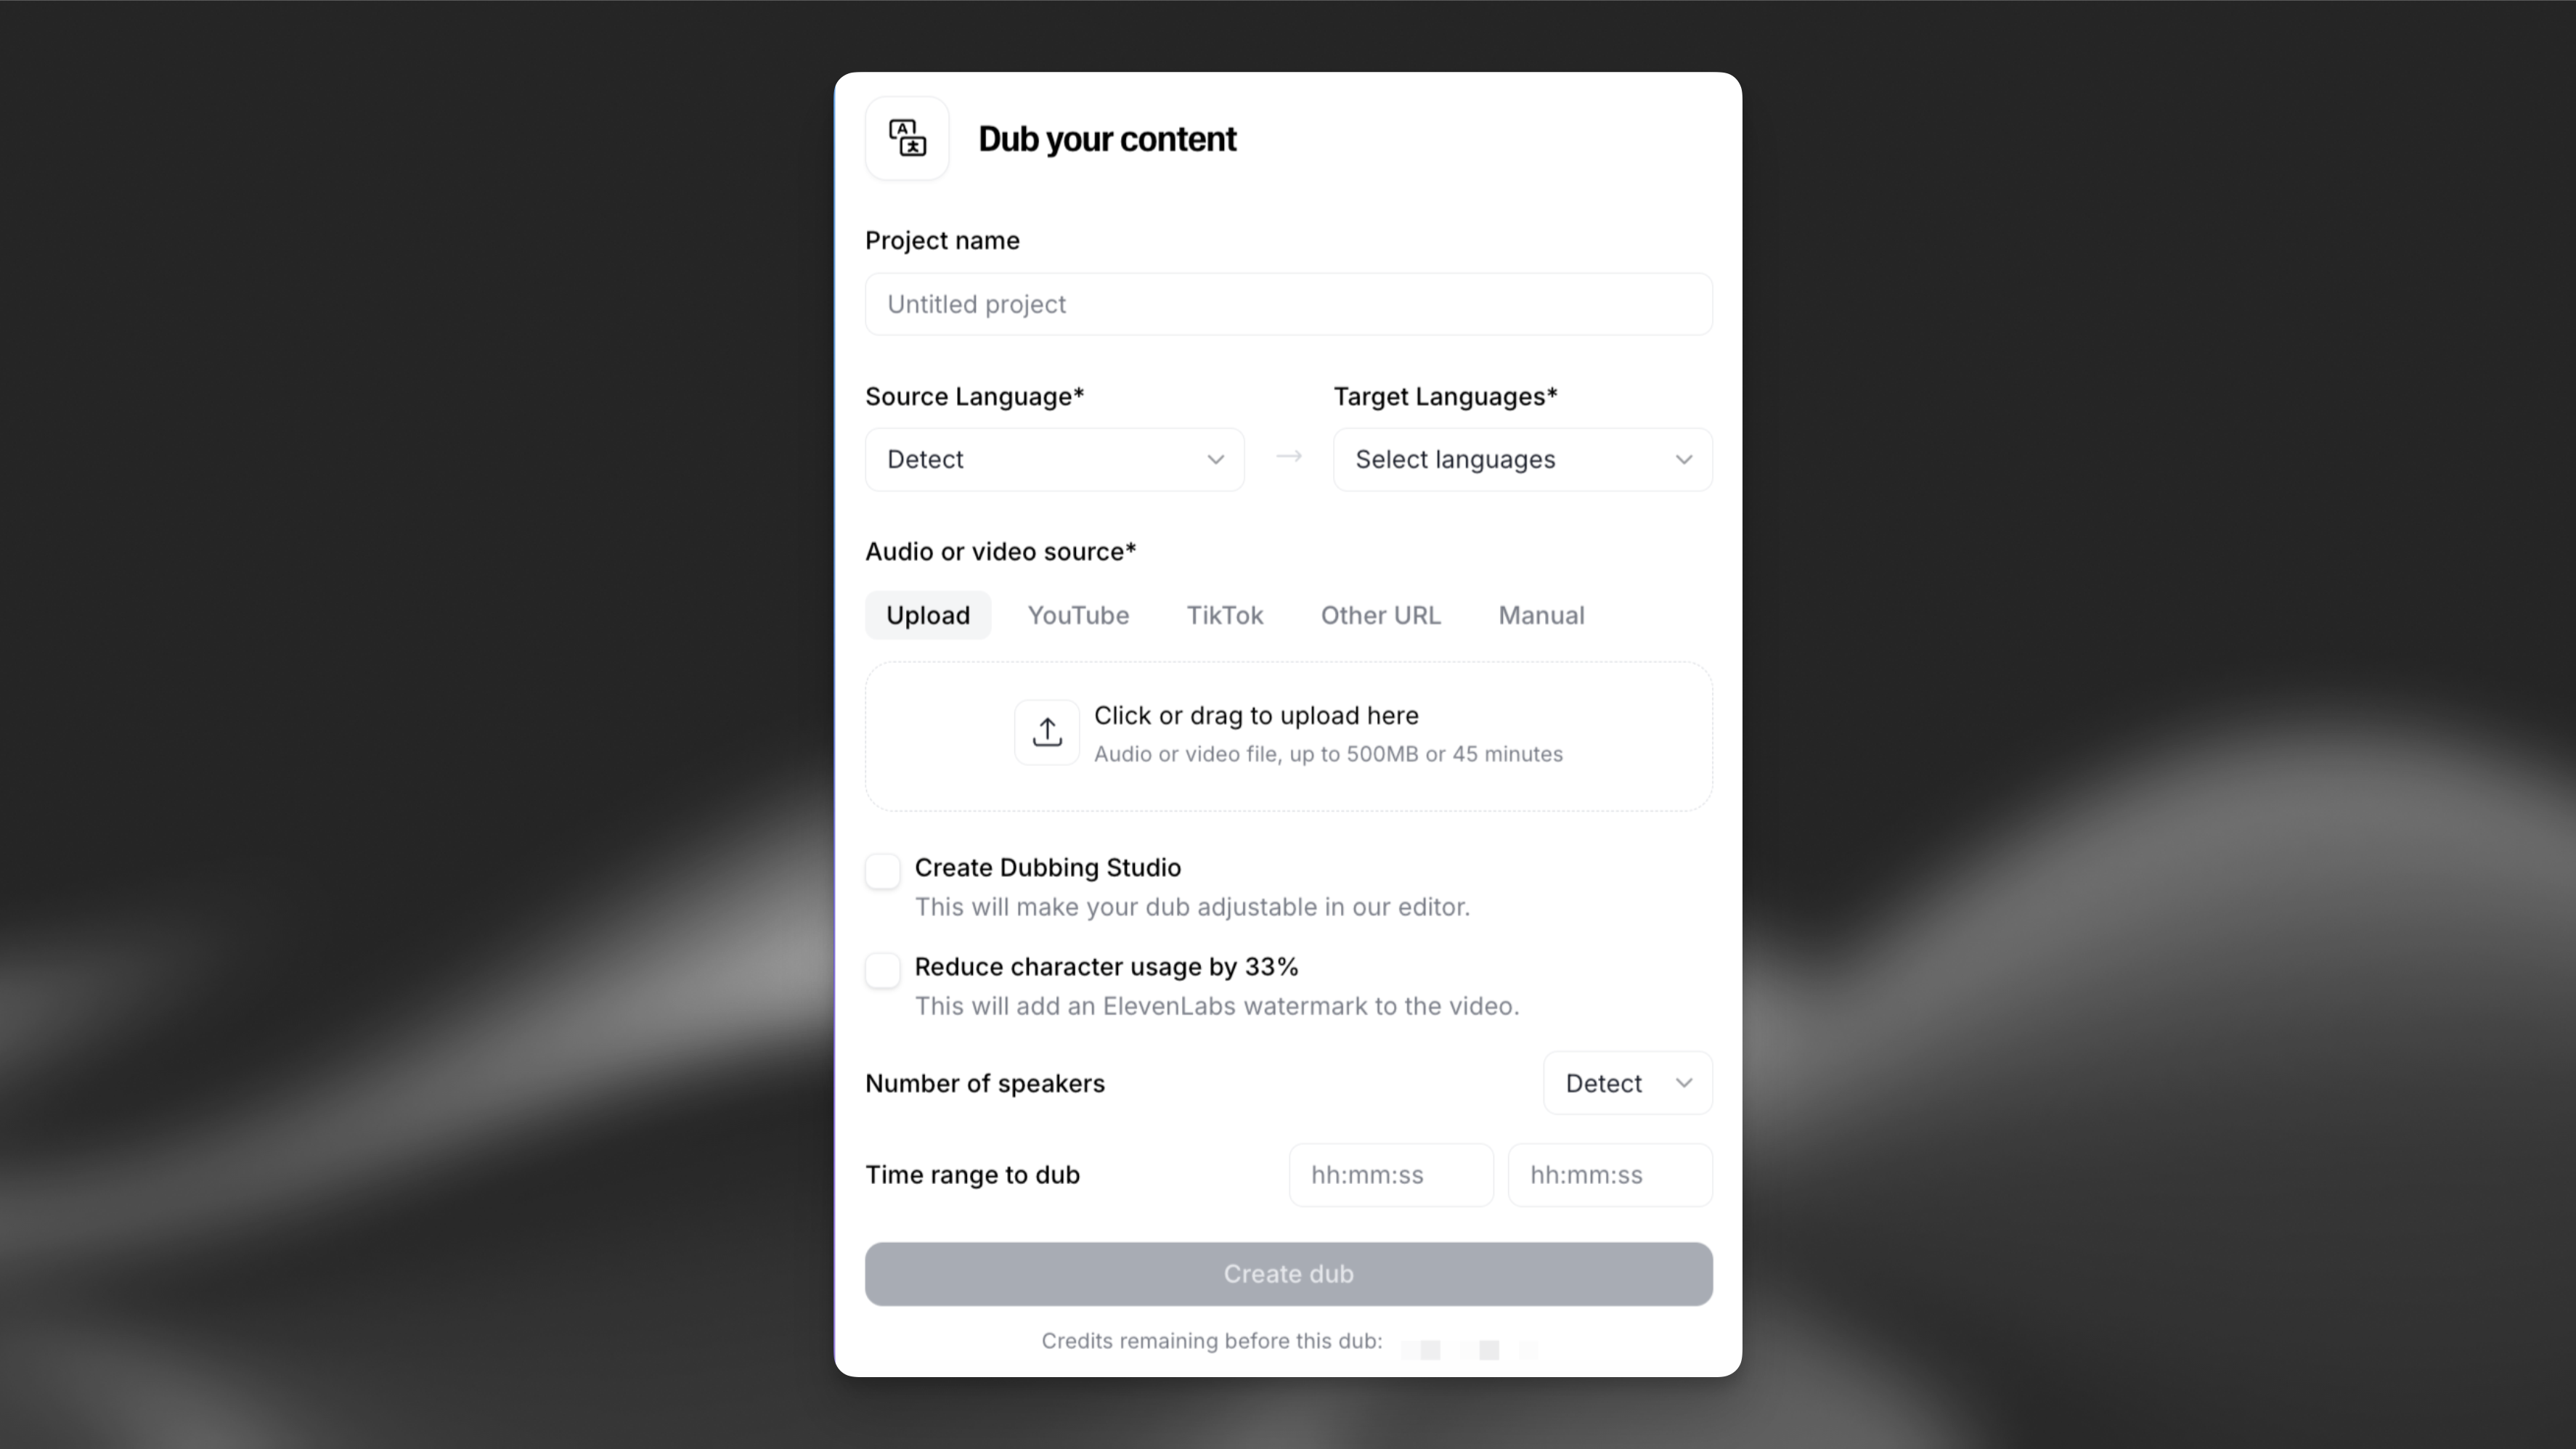 Dub your content
Project name
Untitled project
Source Language*
Target Languages*
Detect
Select languages
Audio or video source*
Upload YouTube TikTok Other URL Manual
Click or drag to upload here
Audio or video file, up to 500MB or 45 minutes
Create Dubbing Studio
This will make your dub adjustable in our editor.
Reduce character usage by 33%
This will add an ElevenLabs watermark to the video.
Number of speakers
Detect
Time range to dub
hh:mm:ss hh:mm:ss
Create dub
Credits remaining before this dub: